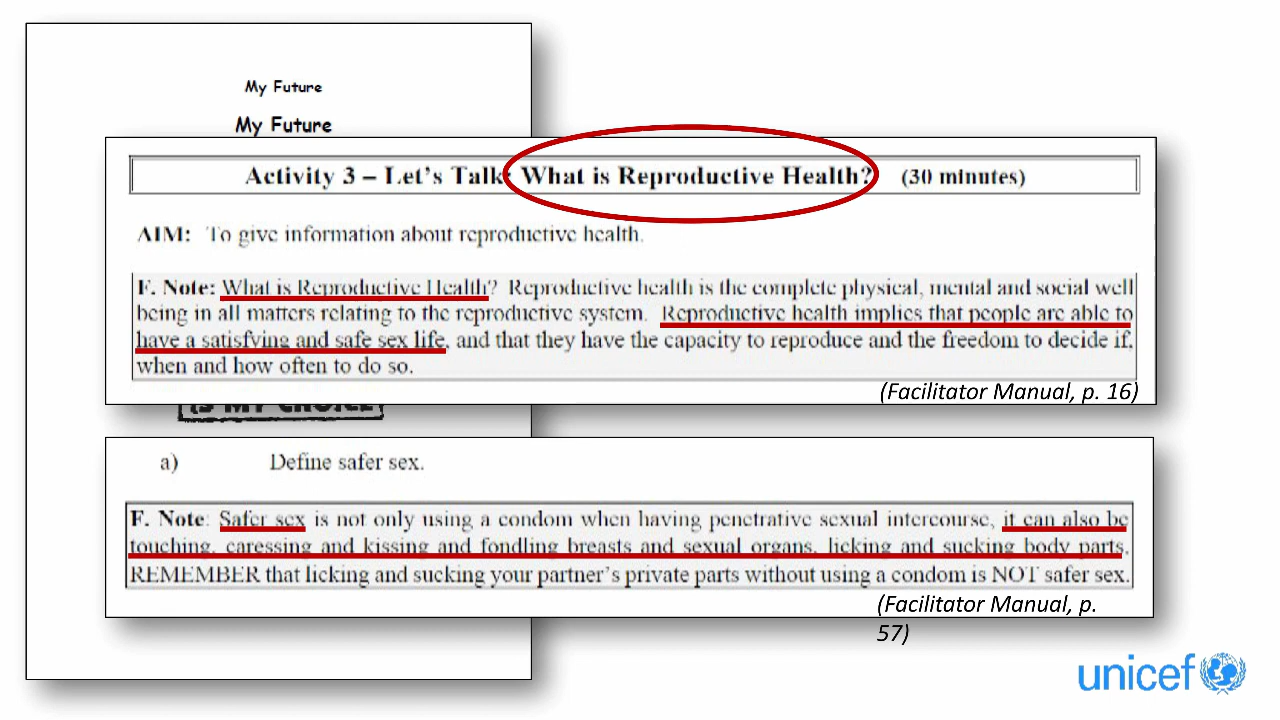 My Future
My Future
Activity 3 – Let's Talk: What is Reproductive Health? (30 minutes)
AIM: To give information about reproductive health.
F. Note: What is Reproductive Health? Reproductive health is the complete physical, mental and social well
being in all matters relating to the reproductive system. Reproductive health implies that people are able to
have a satisfying and safe sex life, and that they have the capacity to reproduce and the freedom to decide if,
when and how often to do so.
(Facilitator Manual, p. 16)
IS MY CHOICE
a) Define safer sex.
F. Note: Safer sex is not only using a condom when having penetrative sexual intercourse, it can also be
touching, caressing and kissing and fondling breasts and sexual organs, licking and sucking body parts.
REMEMBER that licking and sucking your partner's private parts without using a condom is NOT safer sex.
(Facilitator Manual, p.
57)
unicef